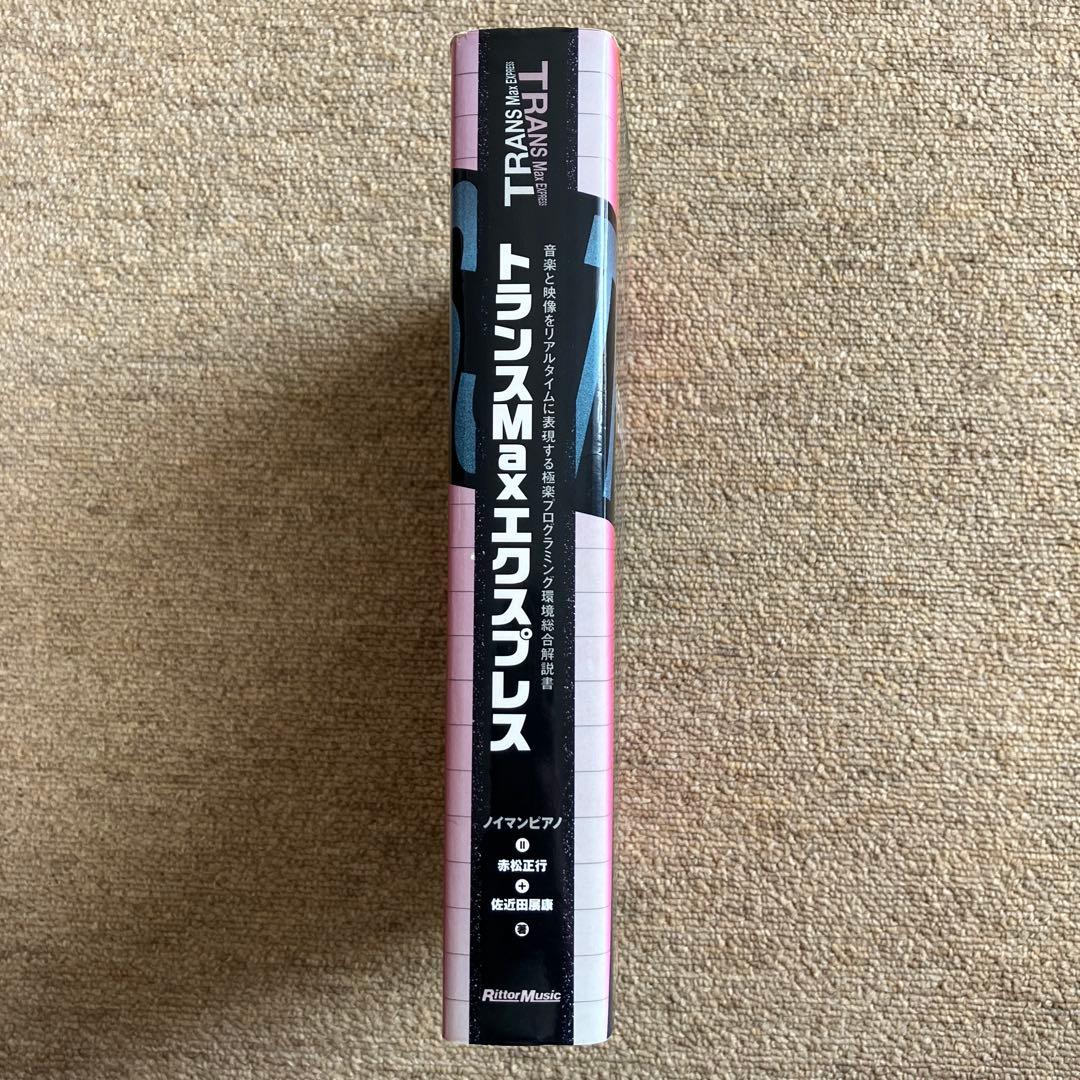 TRANS Max EXPRESS
TRANS Max EXPRESS
音楽と映像をリアルタイムに表現する極楽プログラミング環境総合解説書
トランスMaxエクスプレス
ノイマンピアノ
=
赤松正行
+
佐近田展康
著
RittorMusic